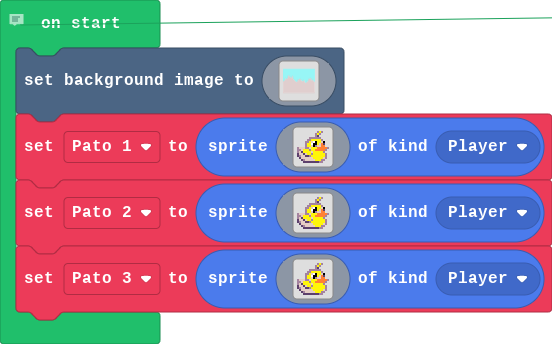 on start
set background image to
set Pato 1 to sprite of kind Player
set Pato 2 to sprite of kind Player
set Pato 3 to sprite of kind Player